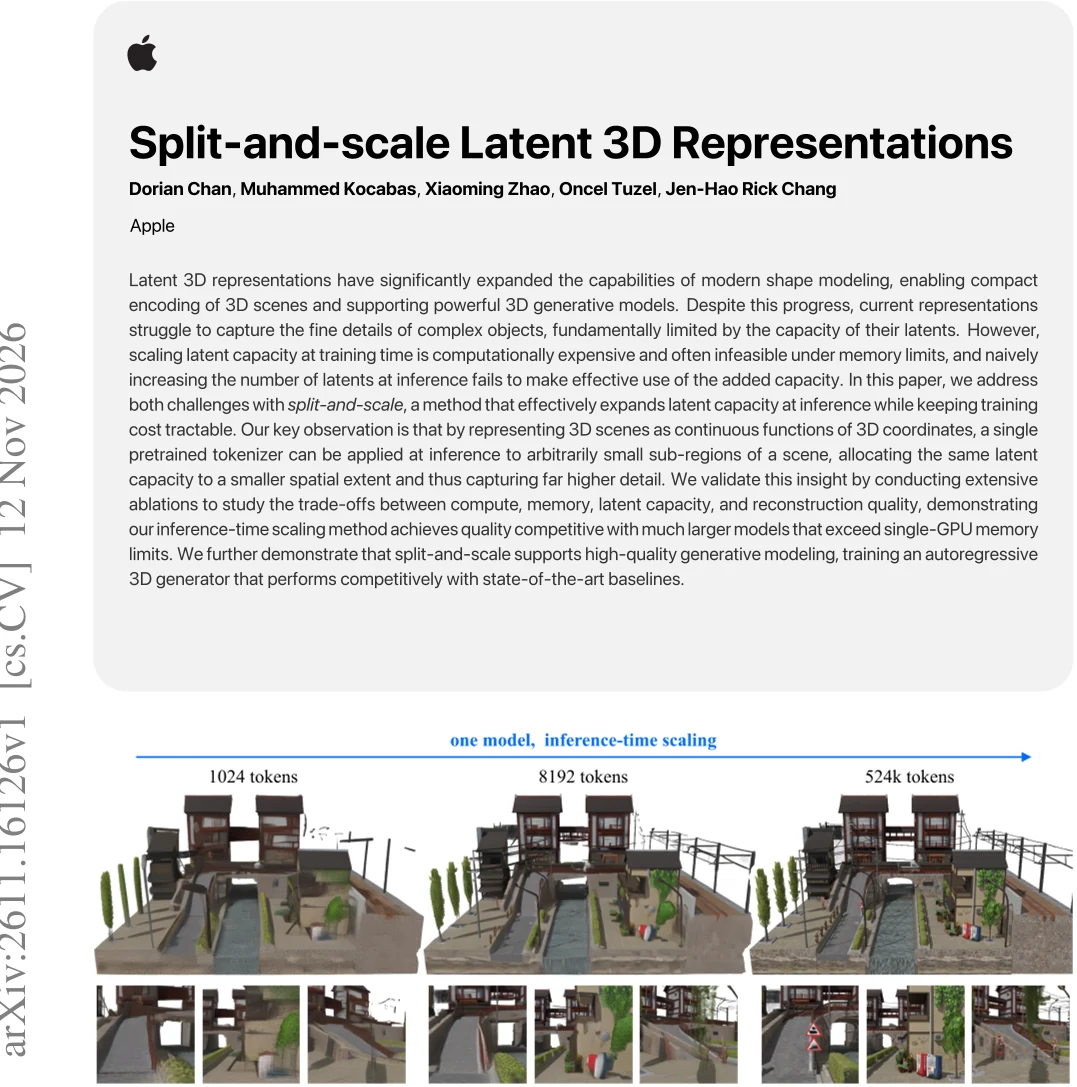 Split-and-scale Latent 3D Representations
Dorian Chan, Muhammed Kocabas, Xiaoming Zhao, Oncel Tuzel, Jen-Hao Rick Chang
Apple
Latent 3D representations have significantly expanded the capabilities of modern shape modeling, enabling compact
encoding of 3D scenes and supporting powerful 3D generative models. Despite this progress, current representations
struggle to capture the fine details of complex objects, fundamentally limited by the capacity of their latents. However,
scaling latent capacity at training time is computationally expensive and often infeasible under memory limits, and naively
increasing the number of latents at inference fails to make effective use of the added capacity. In this paper, we address
both challenges with split-and-scale, a method that effectively expands latent capacity at inference while keeping training
cost tractable. Our key observation is that by representing 3D scenes as continuous functions of 3D coordinates, a single
pretrained tokenizer can be applied at inference to arbitrarily small sub-regions of a scene, allocating the same latent
capacity to a smaller spatial extent and thus capturing far higher detail. We validate this insight by conducting extensive
ablations to study the trade-offs between compute, memory, latent capacity, and reconstruction quality, demonstrating
our inference-time scaling method achieves quality competitive with much larger models that exceed single-GPU memory
limits. We further demonstrate that split-and-scale supports high-quality generative modeling, training an autoregressive
3D generator that performs competitively with state-of-the-art baselines.
arXiv:2611.16126v1 [cs.CV] 12 Nov 2026
one model, inference-time scaling
1024 tokens
8192 tokens
524k tokens